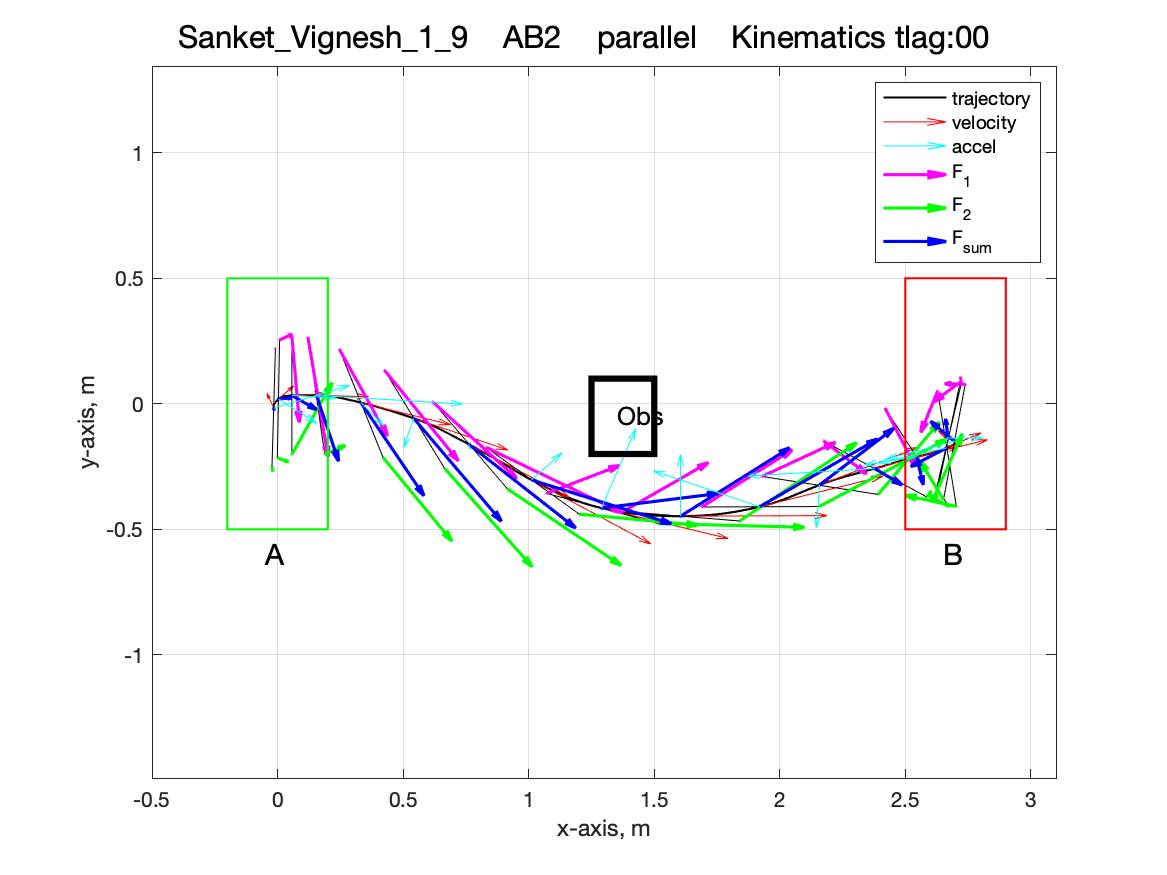 Sanket_Vignesh_1_9 AB2 parallel Kinematics tlag:00
trajectory
velocity
accel
F1
F2
Fsum
1
0.5
0
-0.5
-1
y-axis, m
Obs
A
B
-0.5 0 0.5 1 1.5 2 2.5 3
x-axis, m